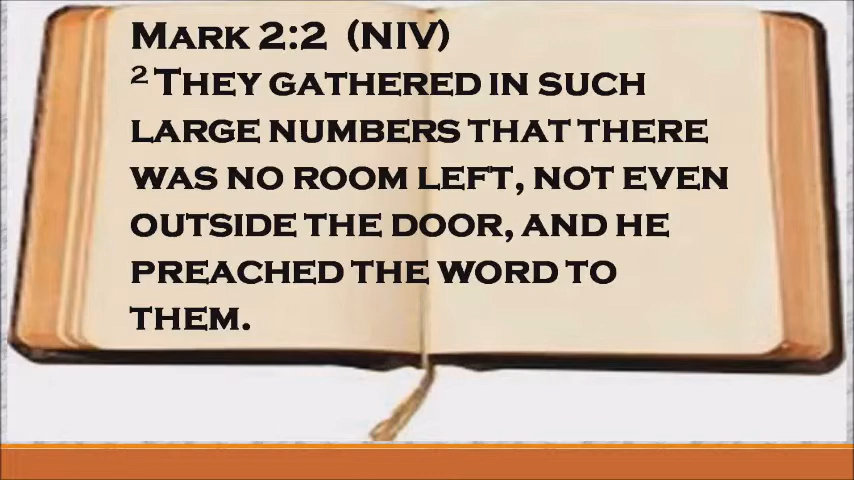 MARK 2:2 (NIV)
2 THEY GATHERED IN SUCH
LARGE NUMBERS THAT THERE
WAS NO ROOM LEFT, NOT EVEN
OUTSIDE THE DOOR, AND HE
PREACHED THE WORD TO
THEM.